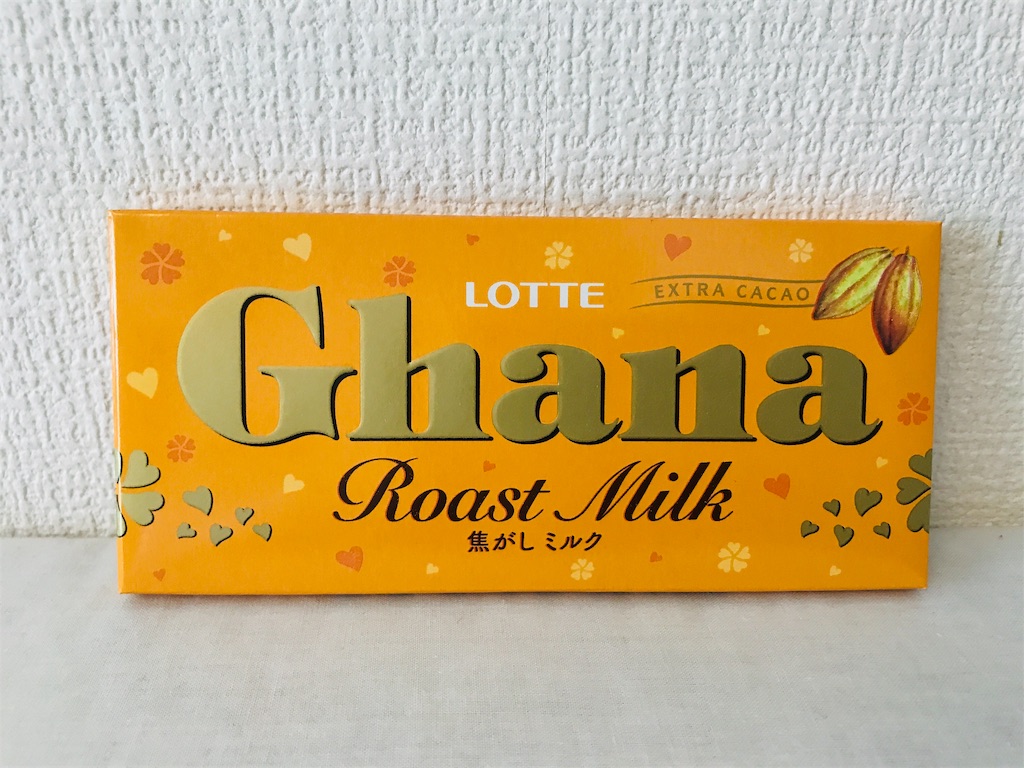 LOTTE
EXTRA CACAO
Ghana
Roast Milk
焦がしミルク